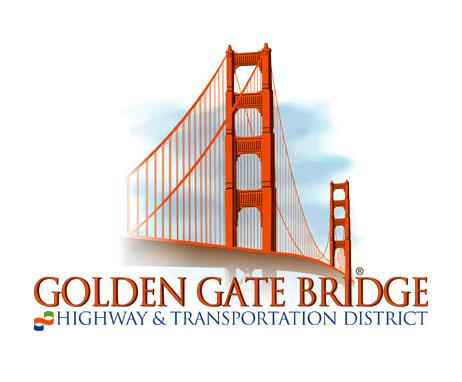 GOLDEN GATE BRIDGE®
HIGHWAY & TRANSPORTATION DISTRICT